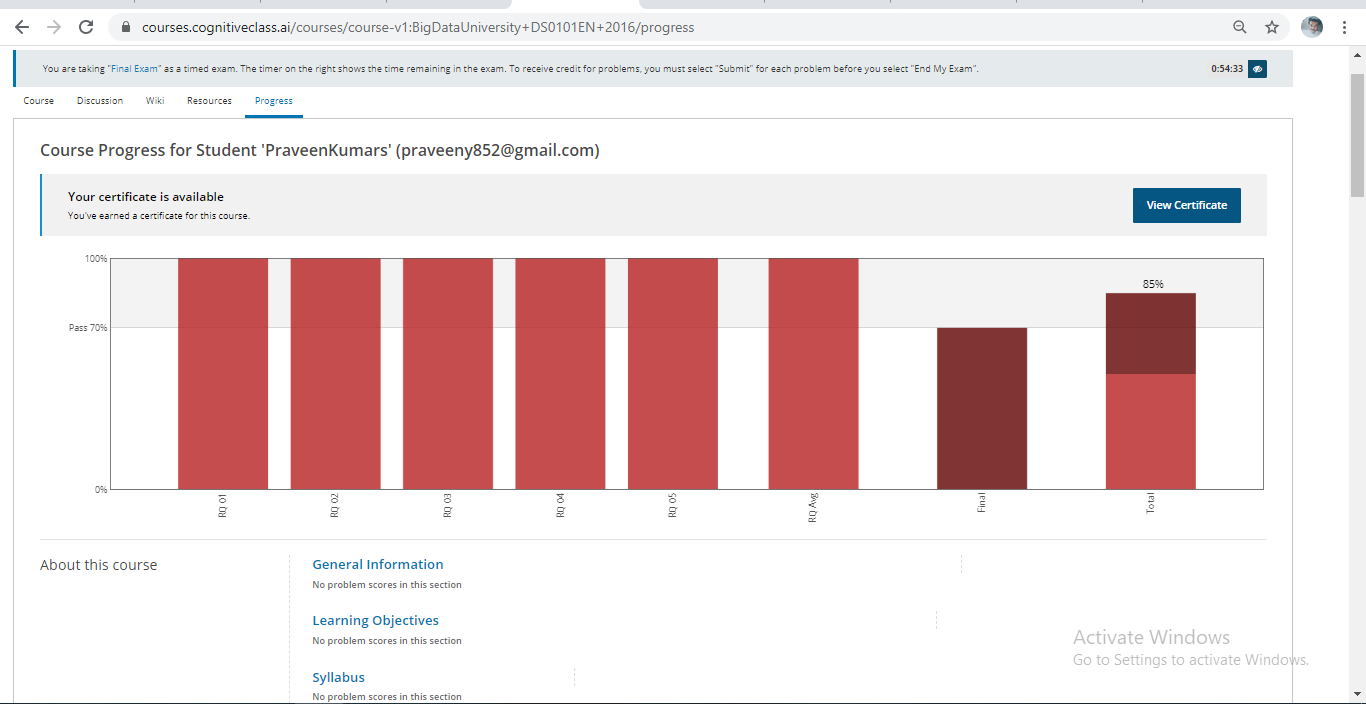 courses.cognitiveclass.ai/courses/course-v1:BigDataUniversity+DS0101EN+2016/progress
You are taking "Final Exam" as a timed exam. The timer on the right shows the time remaining in the exam. To receive credit for problems, you must select "Submit" for each problem before you select "End My Exam".
0:54:33
Course Discussion Wiki Resources Progress
Course Progress for Student 'PraveenKumars' (praveeny852@gmail.com)
Your certificate is available
You've earned a certificate for this course.
View Certificate
100%
85%
Pass 70%
0%
RQ 01 RQ 02 RQ 03 RQ 04 RQ 05 RQ Avg Final Total
About this course
General Information
No problem scores in this section
Learning Objectives
No problem scores in this section
Syllabus
No problem scores in this section
Activate Windows
Go to Settings to activate Windows.